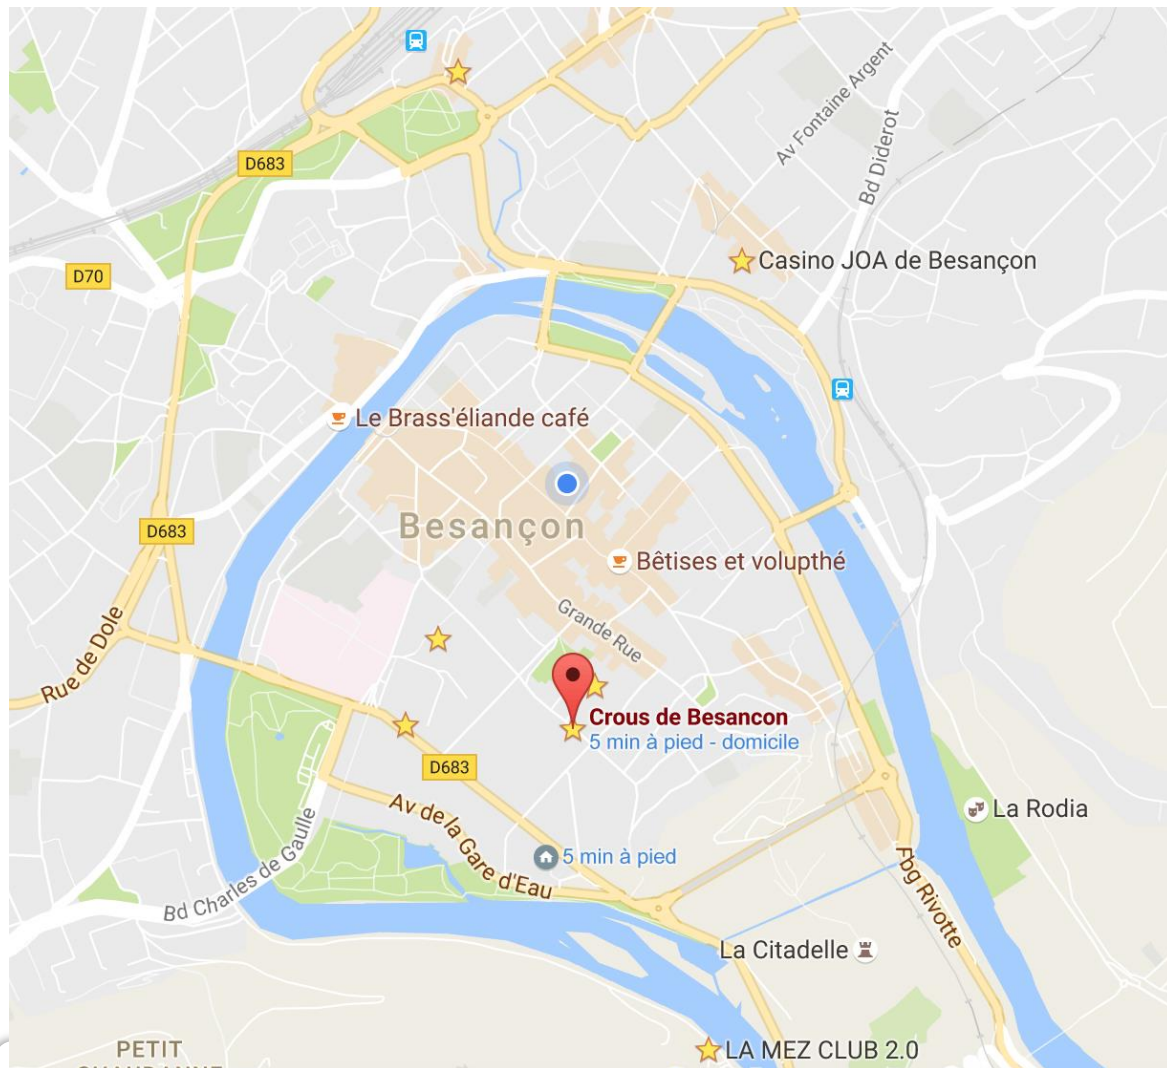 Av Fontaine Argent
Bd Diderot
D683
Casino JOA de Besançon
D70
Le Brass'éliande café
Besançon
D683
Bêtises et volupthé
Grande Rue
Rue de Dole
Crous de Besancon
5 min à pied - domicile
D683
Av de la Gare d'Eau
La Rodia
Bd Charles de Gaulle
5 min à pied
Fbg Rivotte
La Citadelle
PETIT
LA MEZ CLUB 2.0